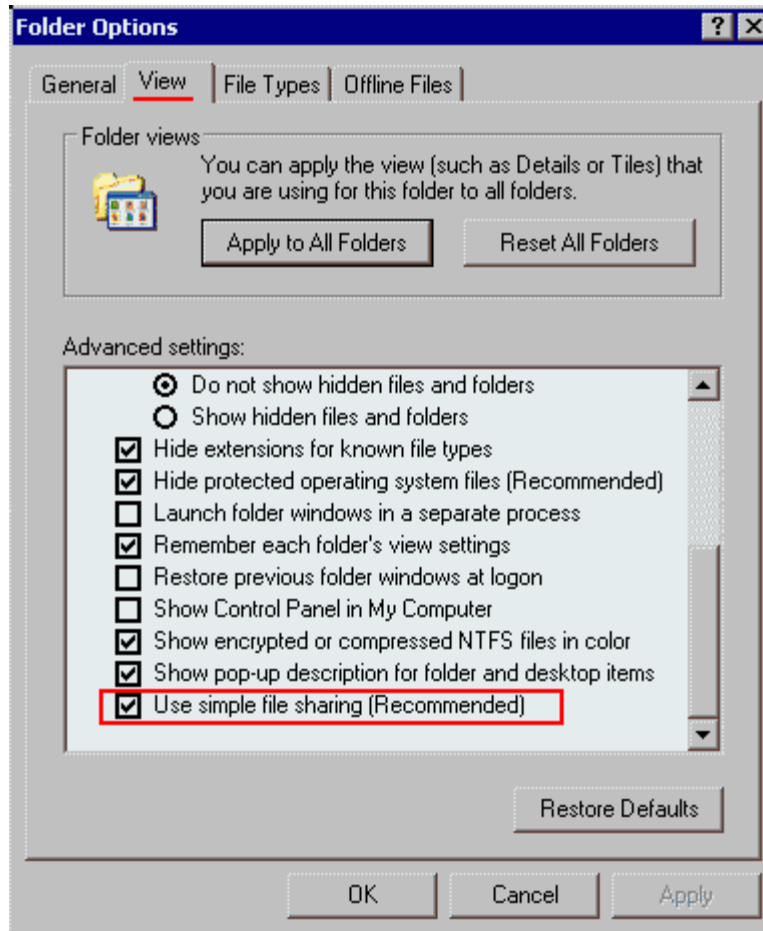 Folder Options
General View File Types Offline Files
Folder views
You can apply the view (such as Details or Tiles) that
you are using for this folder to all folders.
Apply to All Folders Reset All Folders
Advanced settings:
Do not show hidden files and folders
Show hidden files and folders
Hide extensions for known file types
Hide protected operating system files (Recommended)
Launch folder windows in a separate process
Remember each folder's view settings
Restore previous folder windows at logon
Show Control Panel in My Computer
Show encrypted or compressed NTFS files in color
Show pop-up description for folder and desktop items
Use simple file sharing (Recommended)
Restore Defaults
OK Cancel Apply